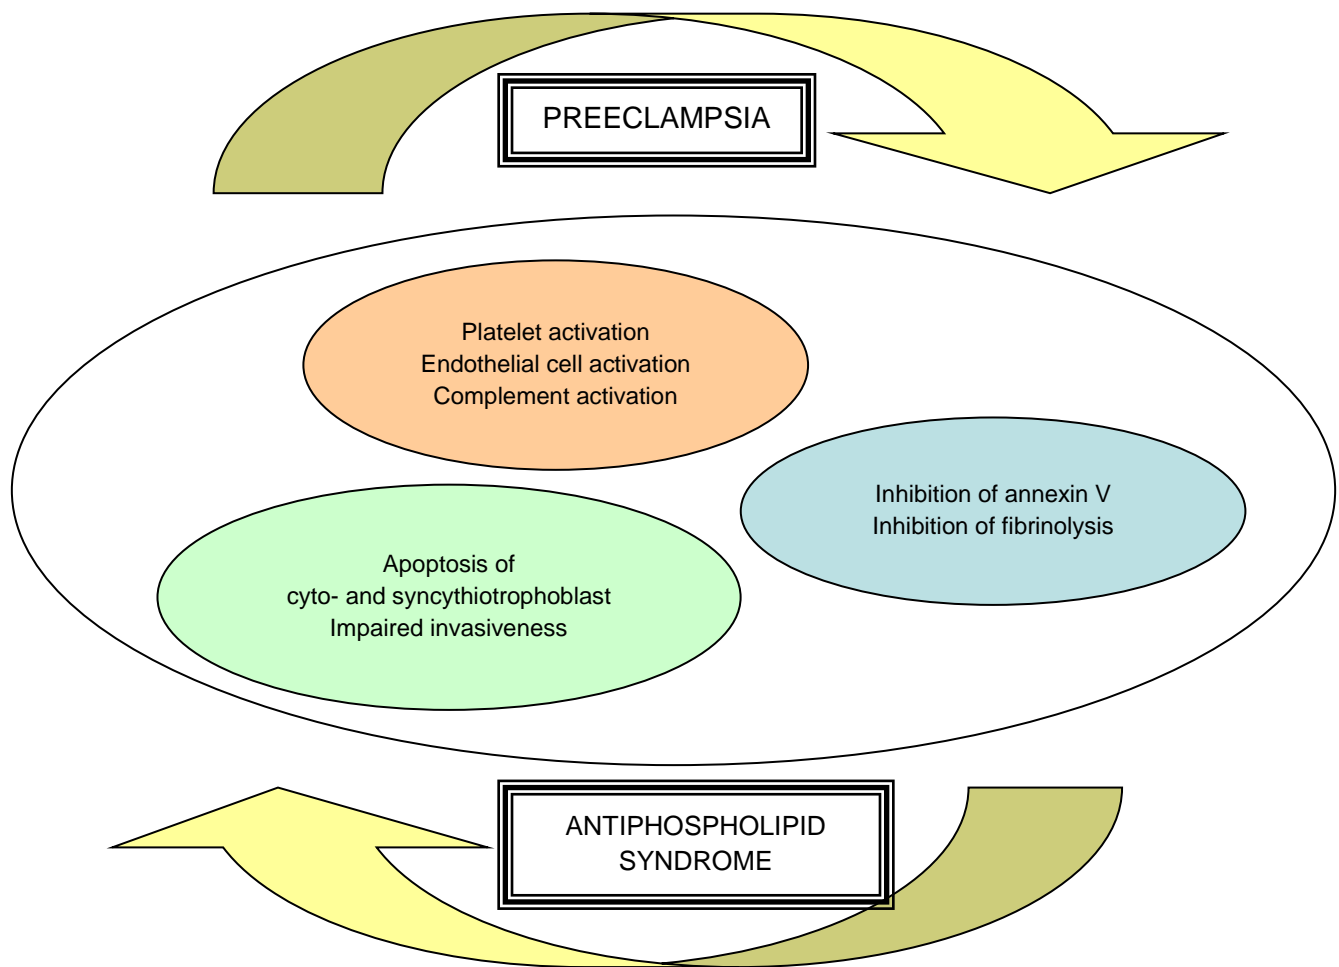 PREECLAMPSIA
Platelet activation
Endothelial cell activation
Complement activation
Inhibition of annexin V
Inhibition of fibrinolysis
Apoptosis of
cyto- and syncythiotrophoblast
Impaired invasiveness
ANTIPHOSPHOLIPID
SYNDROME